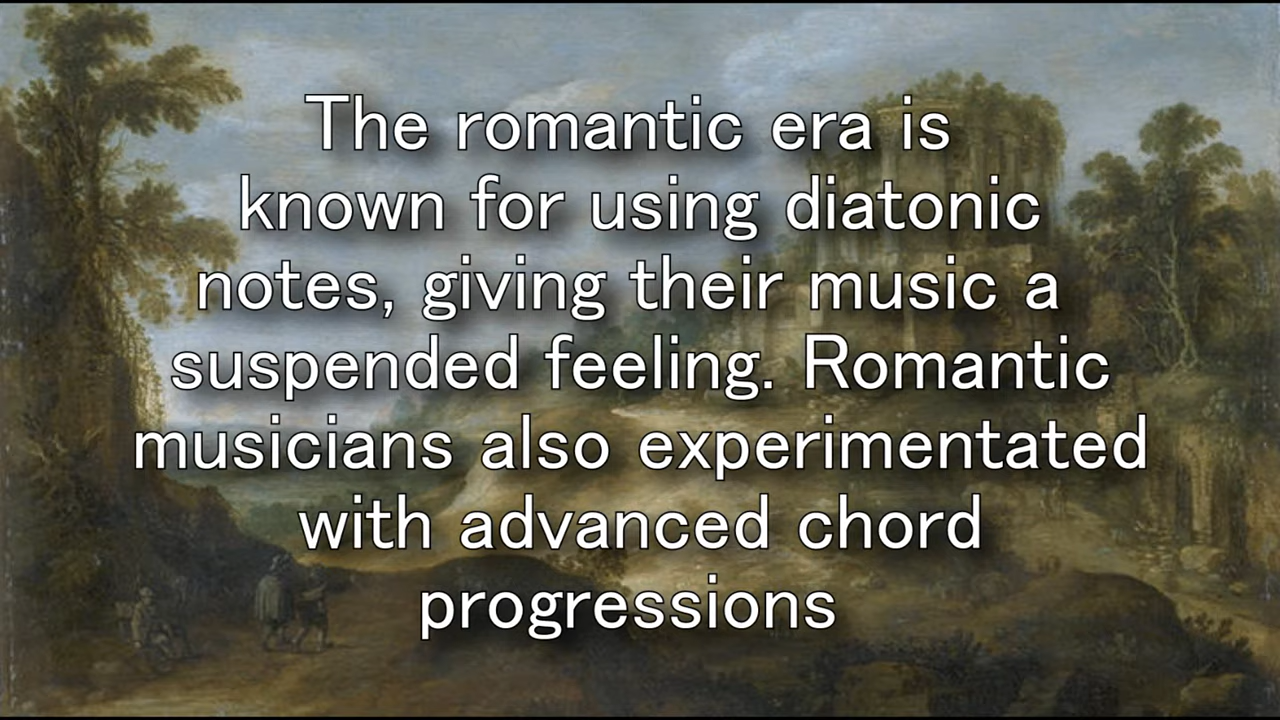 The romantic era is
known for using diatonic
notes, giving their music a
suspended feeling. Romantic
musicians also experimentated
with advanced chord
progressions